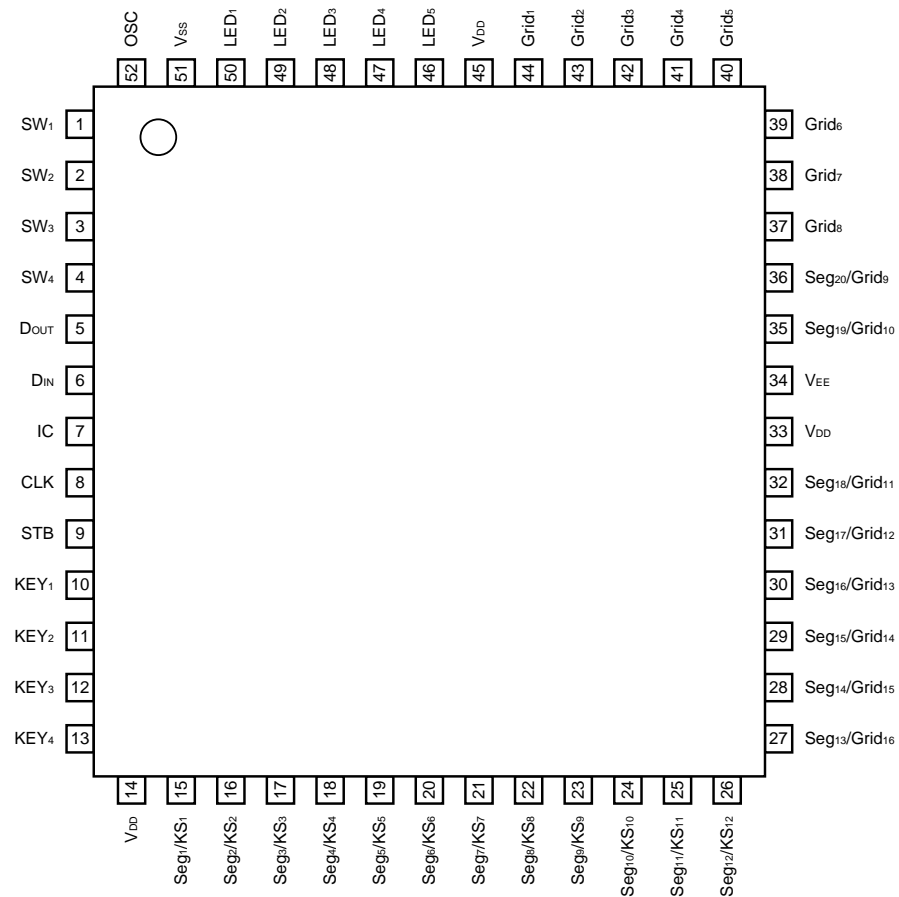 OSC
VSS
LED1
LED2
LED3
LED4
LED5
VDD
Grid1
Grid2
Grid3
Grid4
Grid5
52
51
50
49
48
47
46
45
44
43
42
41
40
SW1 1
SW2 2
SW3 3
SW4 4
DOUT 5
DIN 6
IC 7
CLK 8
STB 9
KEY1 10
KEY2 11
KEY3 12
KEY4 13
39 Grid6
38 Grid7
37 Grid8
36 Seg20/Grid9
35 Seg19/Grid10
34 VEE
33 VDD
32 Seg18/Grid11
31 Seg17/Grid12
30 Seg16/Grid13
29 Seg15/Grid14
28 Seg14/Grid15
27 Seg13/Grid16
14
15
16
17
18
19
20
21
22
23
24
25
26
VDD
Seg1/KS1
Seg2/KS2
Seg3/KS3
Seg4/KS4
Seg5/KS5
Seg6/KS6
Seg7/KS7
Seg8/KS8
Seg9/KS9
Seg10/KS10
Seg11/KS11
Seg12/KS12